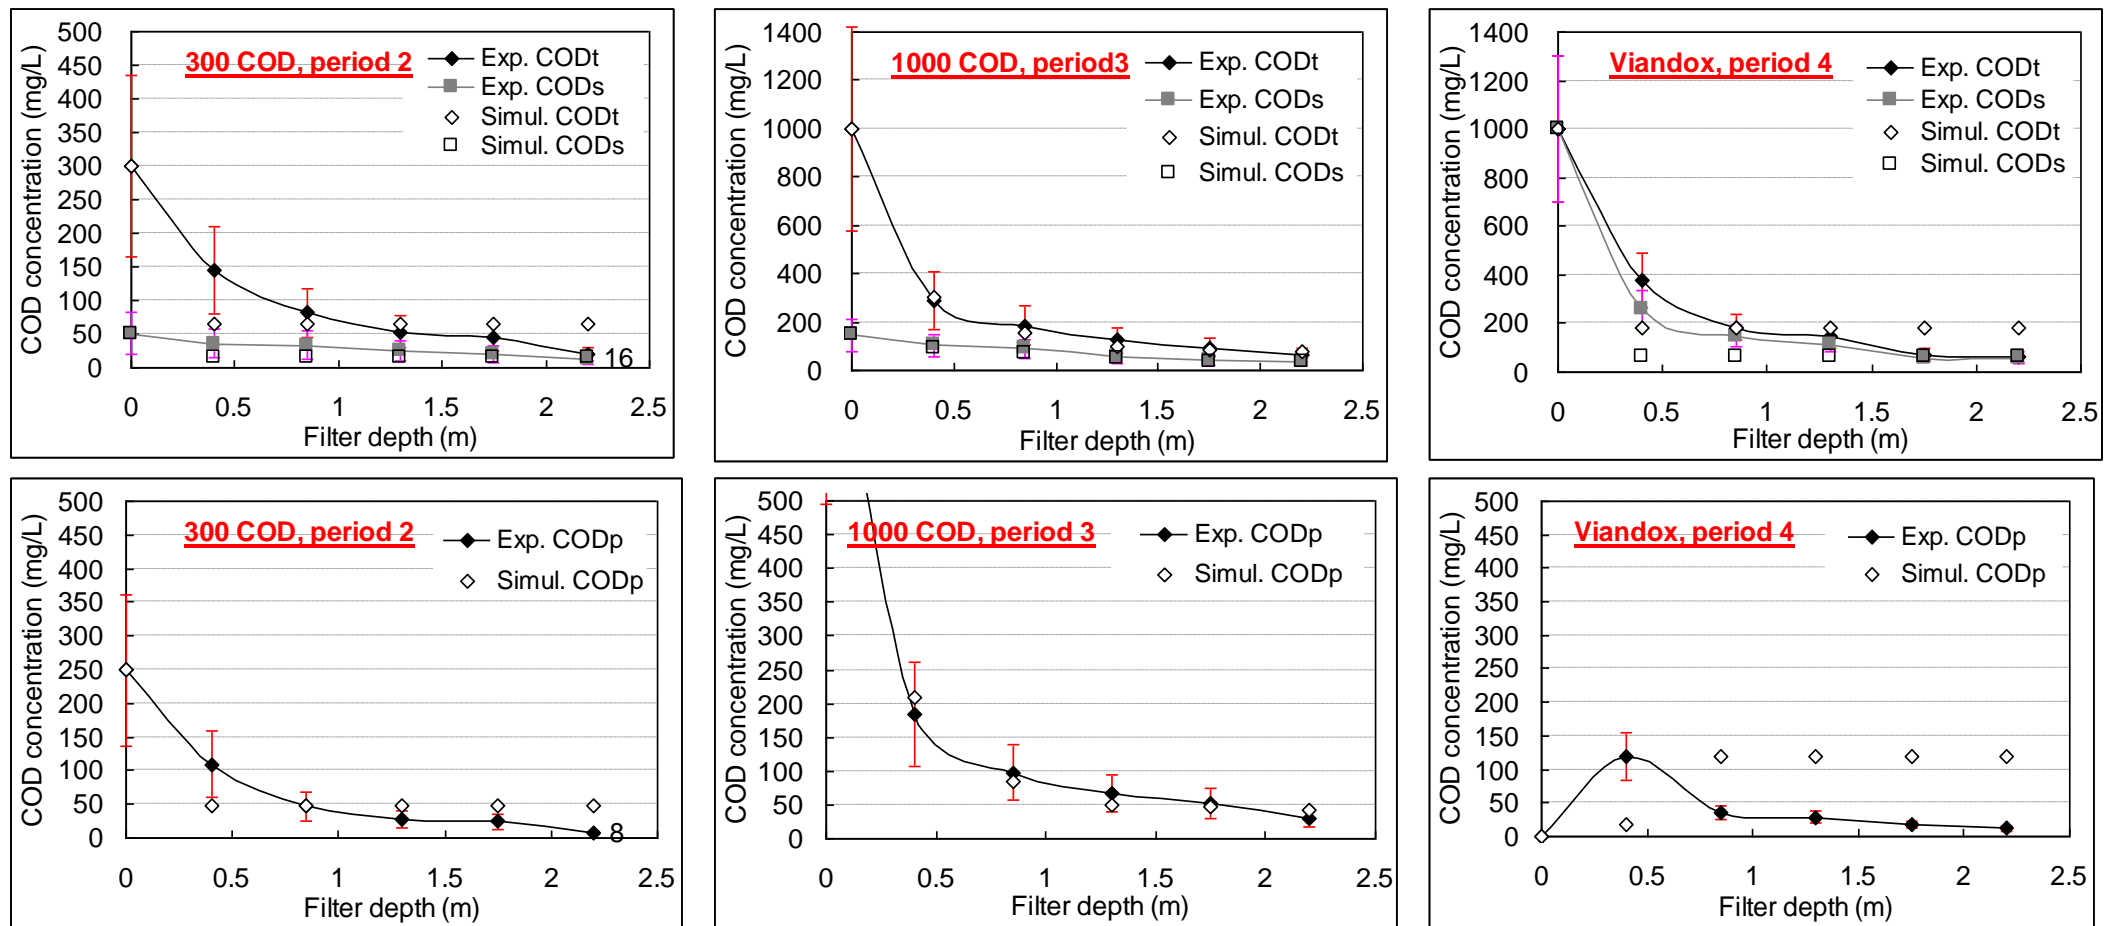 300 COD, period 2
Exp. CODt
Exp. CODs
Simul. CODt
Simul. CODs
COD concentration (mg/L)
500
450
400
350
300
250
200
150
100
50
0
16
0 0.5 1 1.5 2 2.5
Filter depth (m)
1000 COD, period3
Exp. CODt
Exp. CODs
Simul. CODt
Simul. CODs
COD concentration (mg/L)
1400
1200
1000
800
600
400
200
0
0 0.5 1 1.5 2 2.5
Filter depth (m)
Viandox, period 4
Exp. CODt
Exp. CODs
Simul. CODt
Simul. CODs
COD concentration (mg/L)
1400
1200
1000
800
600
400
200
0
0 0.5 1 1.5 2 2.5
Filter depth (m)
300 COD, period 2
Exp. CODp
Simul. CODp
COD concentration (mg/L)
500
450
400
350
300
250
200
150
100
50
0
8
0 0.5 1 1.5 2 2.5
Filter depth (m)
1000 COD, period 3
Exp. CODp
Simul. CODp
COD concentration (mg/L)
500
450
400
350
300
250
200
150
100
50
0
0 0.5 1 1.5 2 2.5
Filter depth (m)
Viandox, period 4
Exp. CODp
Simul. CODp
COD concentration (mg/L)
500
450
400
350
300
250
200
150
100
50
0
0 0.5 1 1.5 2 2.5
Filter depth (m)